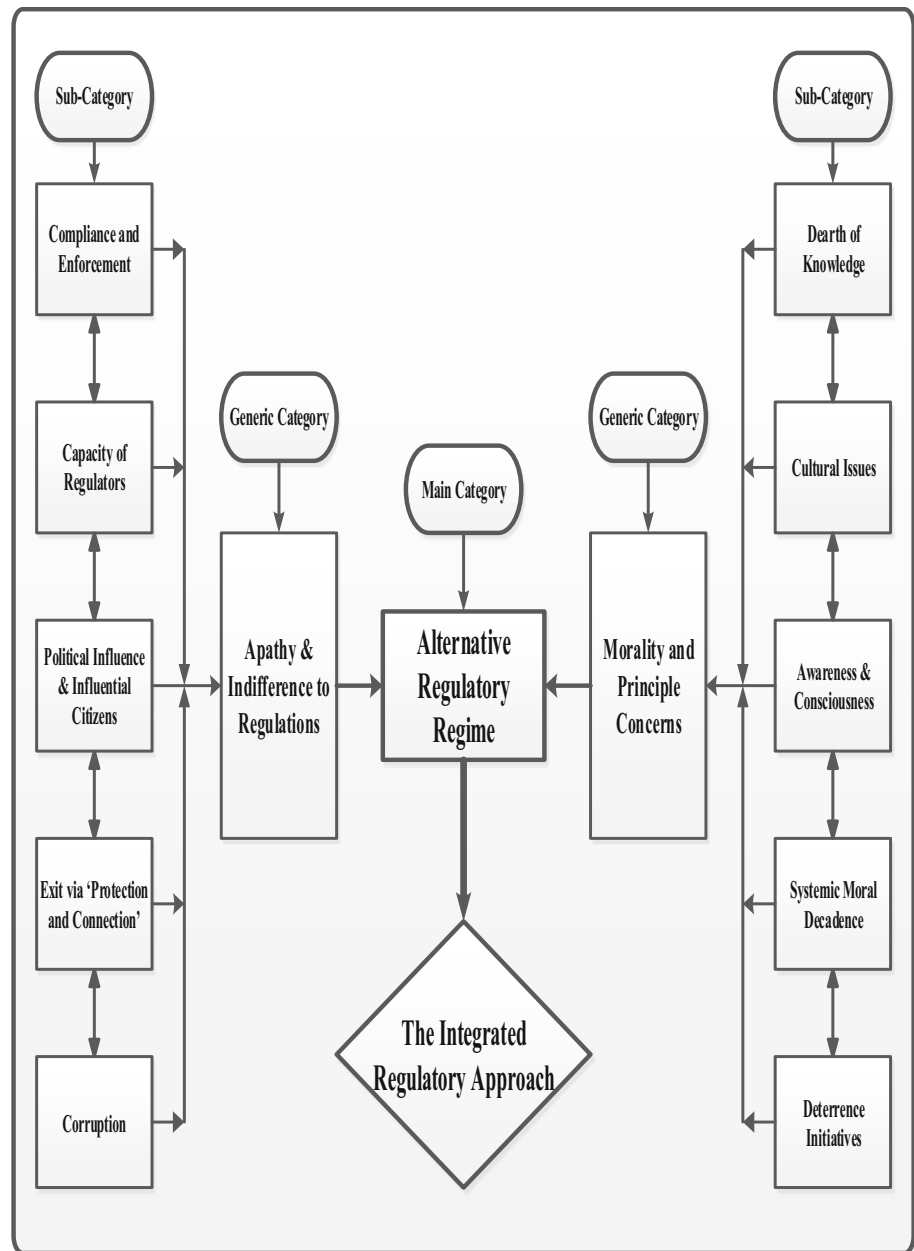 Sub-Category
Compliance and
Enforcement
Capacity of
Regulators
Political Influence
& Influential
Citizens
Exit via ‘Protection
and Connection’
Corruption
Generic Category
Apathy &
Indifference to
Regulations
Main Category
Alternative
Regulatory
Regime
The Integrated
Regulatory Approach
Generic Category
Morality and
Principle
Concerns
Sub-Category
Dearth of
Knowledge
Cultural Issues
Awareness &
Consciousness
Systemic Moral
Decadence
Deterrence
Initiatives